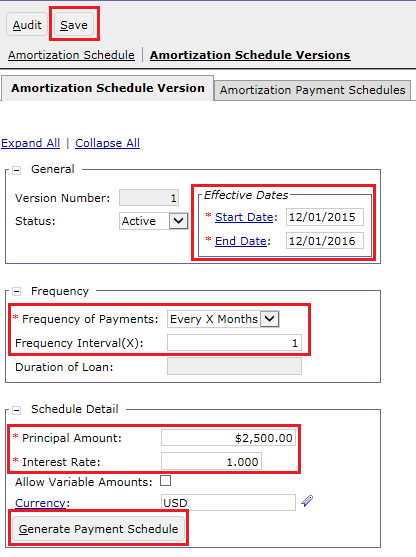 Audit Save
Amortization Schedule | Amortization Schedule Versions
Amortization Schedule Version Amortization Payment Schedules
Expand All | Collapse All
General
Version Number: 1
Status: Active
Effective Dates
* Start Date: 12/01/2015
* End Date: 12/01/2016
Frequency
* Frequency of Payments: Every X Months
Frequency Interval(X): 1
Duration of Loan:
Schedule Detail
* Principal Amount: $2,500.00
* Interest Rate: 1.000
Allow Variable Amounts:
Currency: USD
Generate Payment Schedule